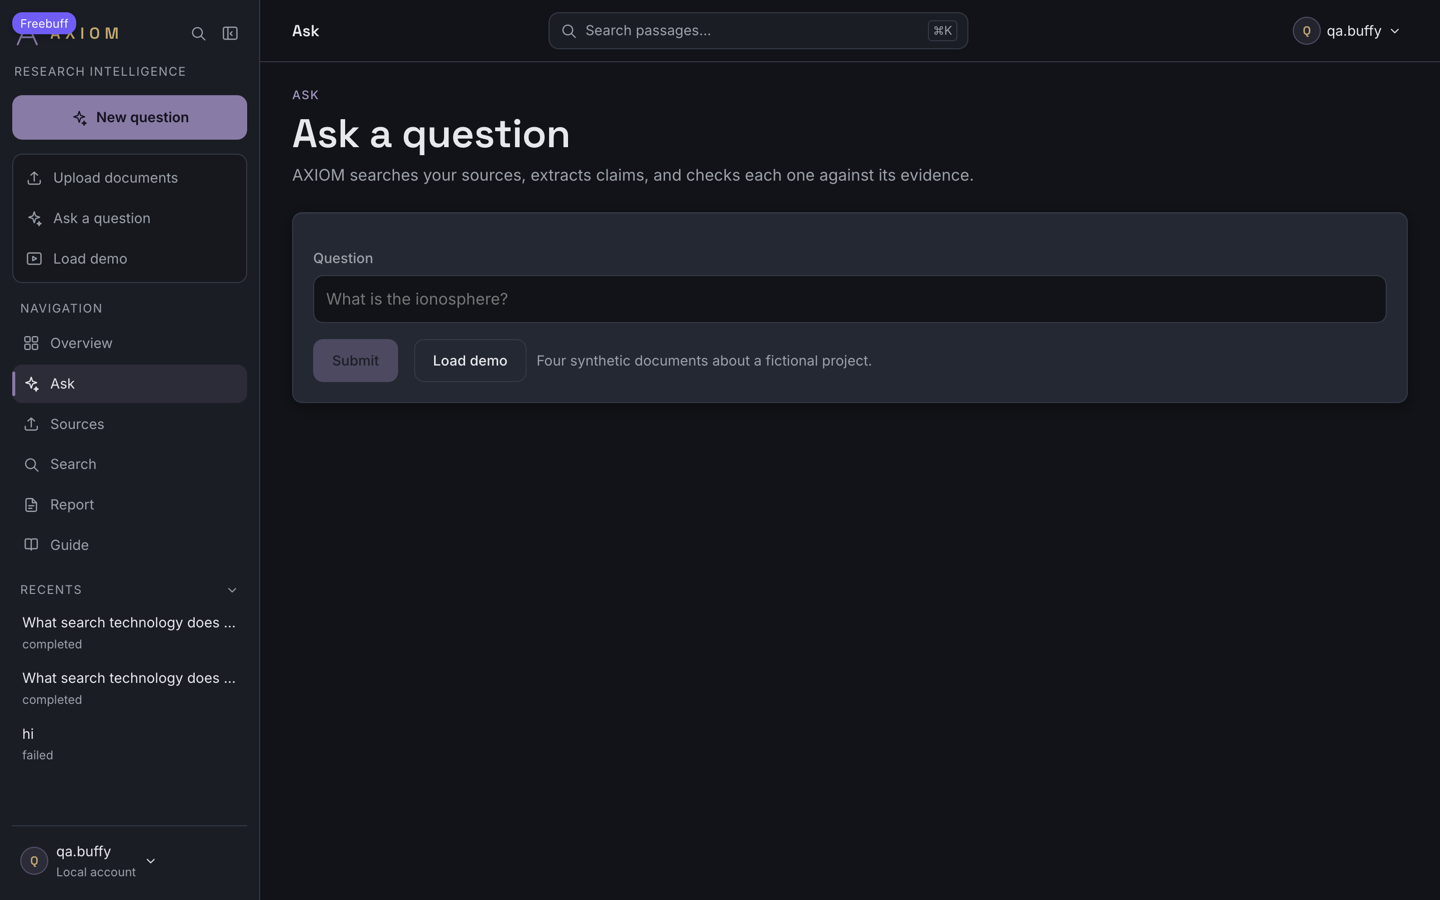 Freebuff
AXIOM
RESEARCH INTELLIGENCE
New question
Upload documents
Ask a question
Load demo
NAVIGATION
Overview
Ask
Sources
Search
Report
Guide
RECENTS
What search technology does ...
completed
What search technology does ...
completed
hi
failed
Q
qa.buffy
Local account
Ask
Search passages...
⌘K
Q
qa.buffy
ASK
Ask a question
AXIOM searches your sources, extracts claims, and checks each one against its evidence.
Question
What is the ionosphere?
Submit
Load demo
Four synthetic documents about a fictional project.